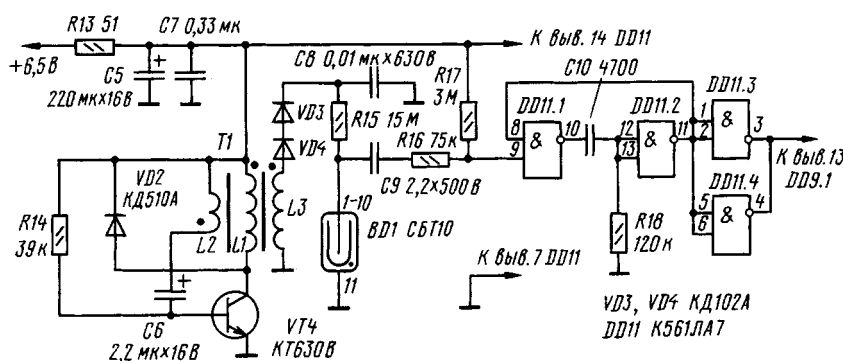 R13 51
C7 0,33 мк
+6,5 В
C5
+
220 мк×16 В
C8 0,01 мк×630 В
К выв. 14 DD11
C10 4700
R17
3 М
VD3
R15 15 М
VD4
R16 75 к
C9 2,2×500 В
DD11.1
8
9
&
10
DD11.2
12
13
&
11
DD11.3
1
2
&
3
DD11.4
5
6
&
4
К выв. 13
DD9.1
T1
VD2
КД510А
R14
39 к
L2
L1
L3
1-10
BD1 СБТ10
11
R18
120 к
К выв. 7 DD11
+
C6
2,2 мк×16 В
VT4
КТ630В
VD3, VD4 КД102А
DD11 К561ЛА7